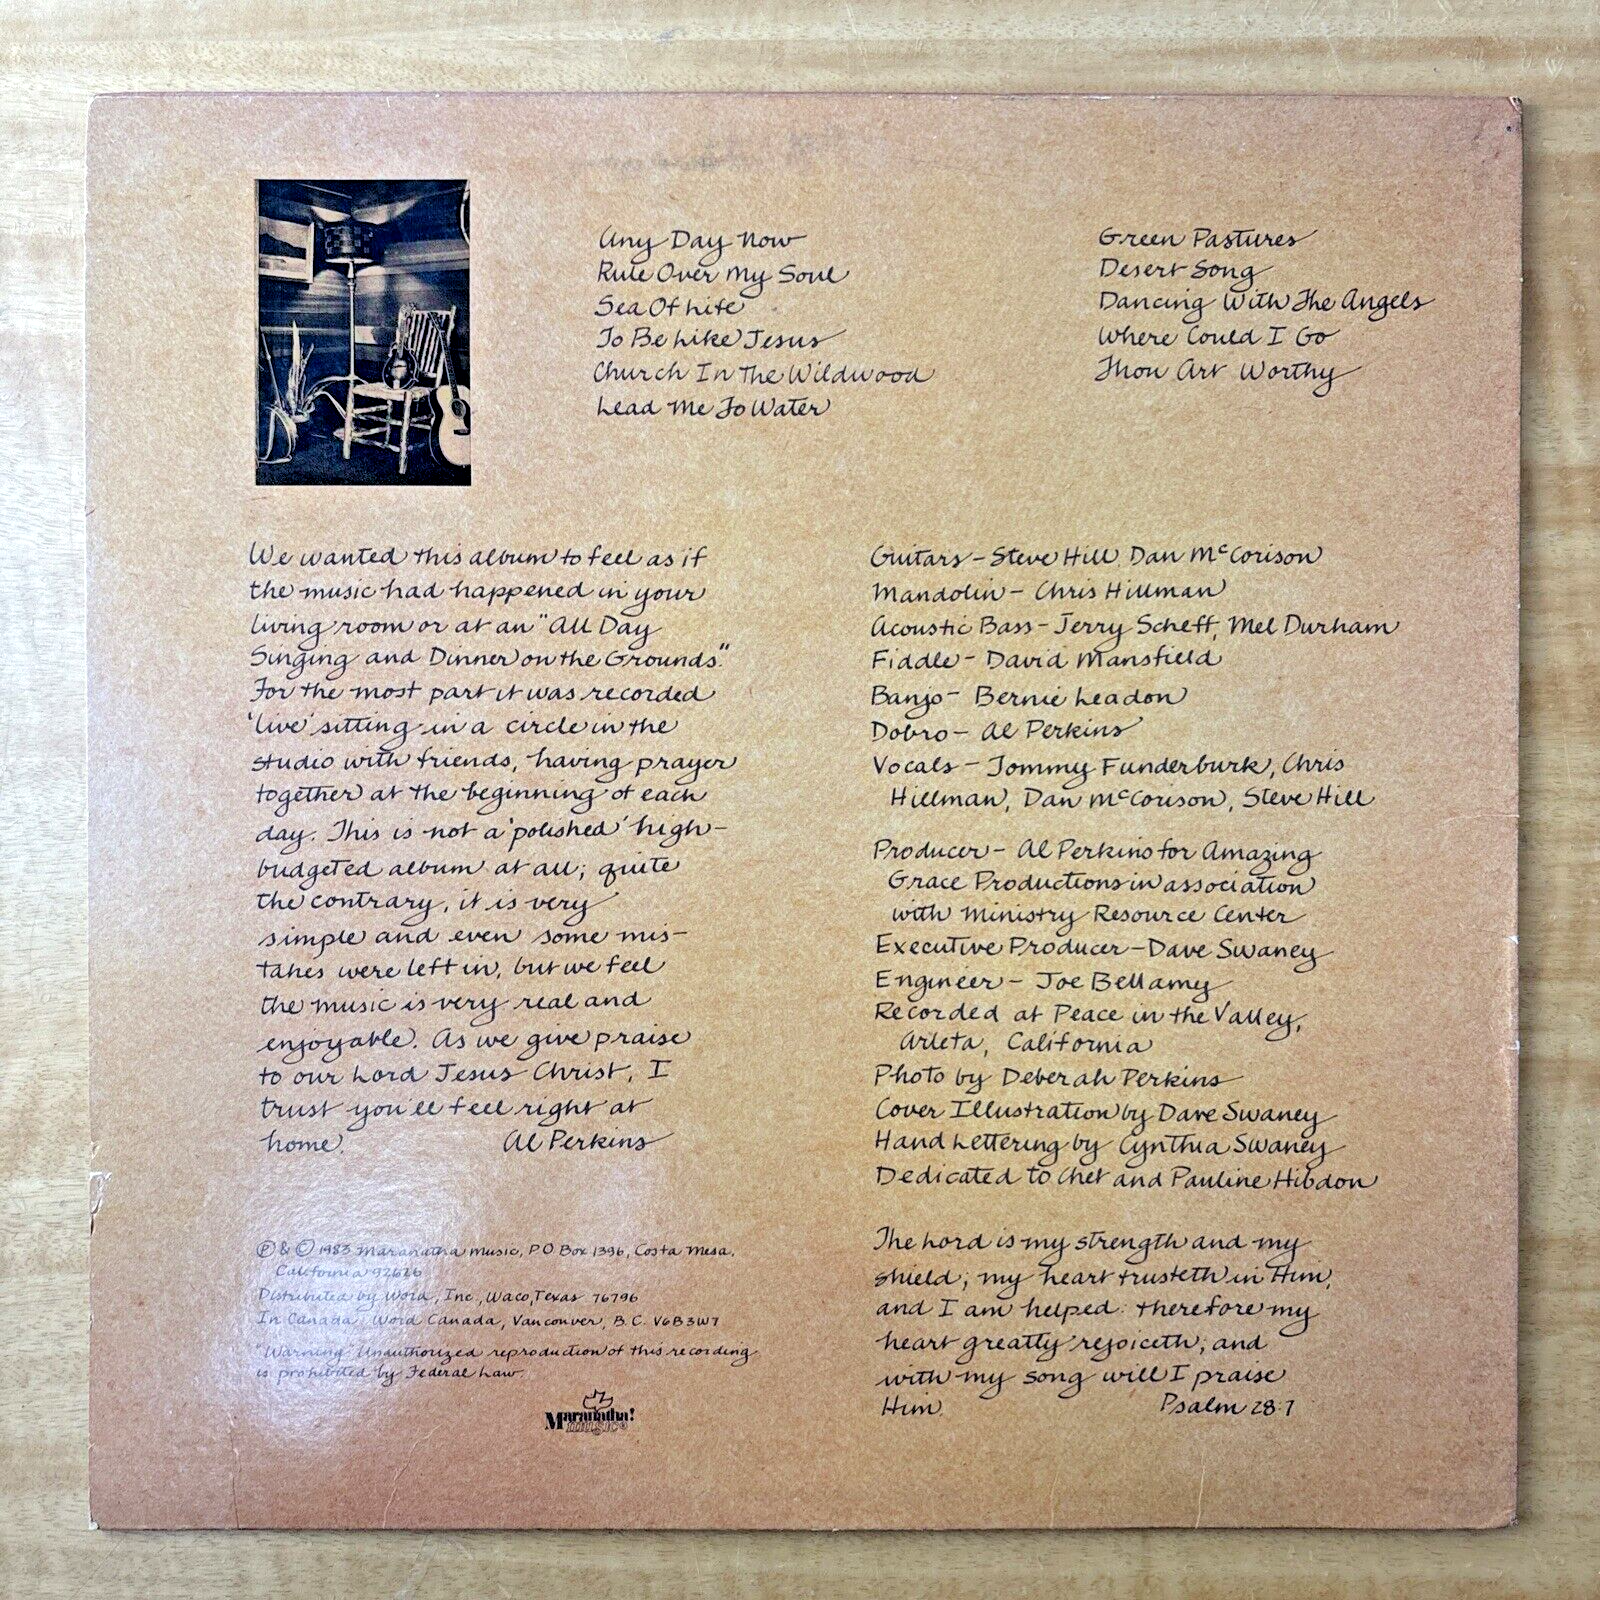 Any Day Now
Rule Over My Soul
Sea Of Life
To Be Like Jesus
Church In The Wildwood
Lead Me To Water
Green Pastures
Desert Song
Dancing With The Angels
Where Could I Go
Thou Art Worthy
We wanted this album to feel as if
the music had happened in your
living room or at an "All Day
Singing and Dinner on the Grounds."
For the most part it was recorded
'live' sitting in a circle in the
studio with friends, having prayer
together at the beginning of each
day. This is not a 'polished' high-
budgeted album at all; quite
the contrary, it is very
simple and even some mis-
takes were left in, but we feel
the music is very real and
enjoyable. As we give praise
to our Lord Jesus Christ, I
trust you'll feel right at
home. Al Perkins
℗ & © 1983 Maranatha Music, P O Box 1396, Costa Mesa,
California 92626
Distributed by Word, Inc., Waco, Texas 76796
In Canada Word Canada, Vancouver, B.C. V6B3W7
"Warning" Unauthorized reproduction of this recording
is prohibited by Federal Law.
Maranatha!
music
Guitars - Steve Hill, Dan McCorison
Mandolin - Chris Hillman
Acoustic Bass - Jerry Scheff, Mel Durham
Fiddle - David Mansfield
Banjo - Bernie Leadon
Dobro - Al Perkins
Vocals - Tommy Funderburk, Chris
Hillman, Dan McCorison, Steve Hill
Producer - Al Perkins for Amazing
Grace Productions in association
with Ministry Resource Center
Executive Producer - Dave Swaney
Engineer - Joe Bellamy
Recorded at Peace in the Valley,
Arleta, California
Photo by Deberah Perkins
Cover Illustration by Dave Swaney
Hand Lettering by Cynthia Swaney
Dedicated to Chet and Pauline Hibdon
The Lord is my strength and my
shield; my heart trusteth in Him,
and I am helped: therefore my
heart greatly rejoiceth; and
with my song will I praise
Him. Psalm 28:7